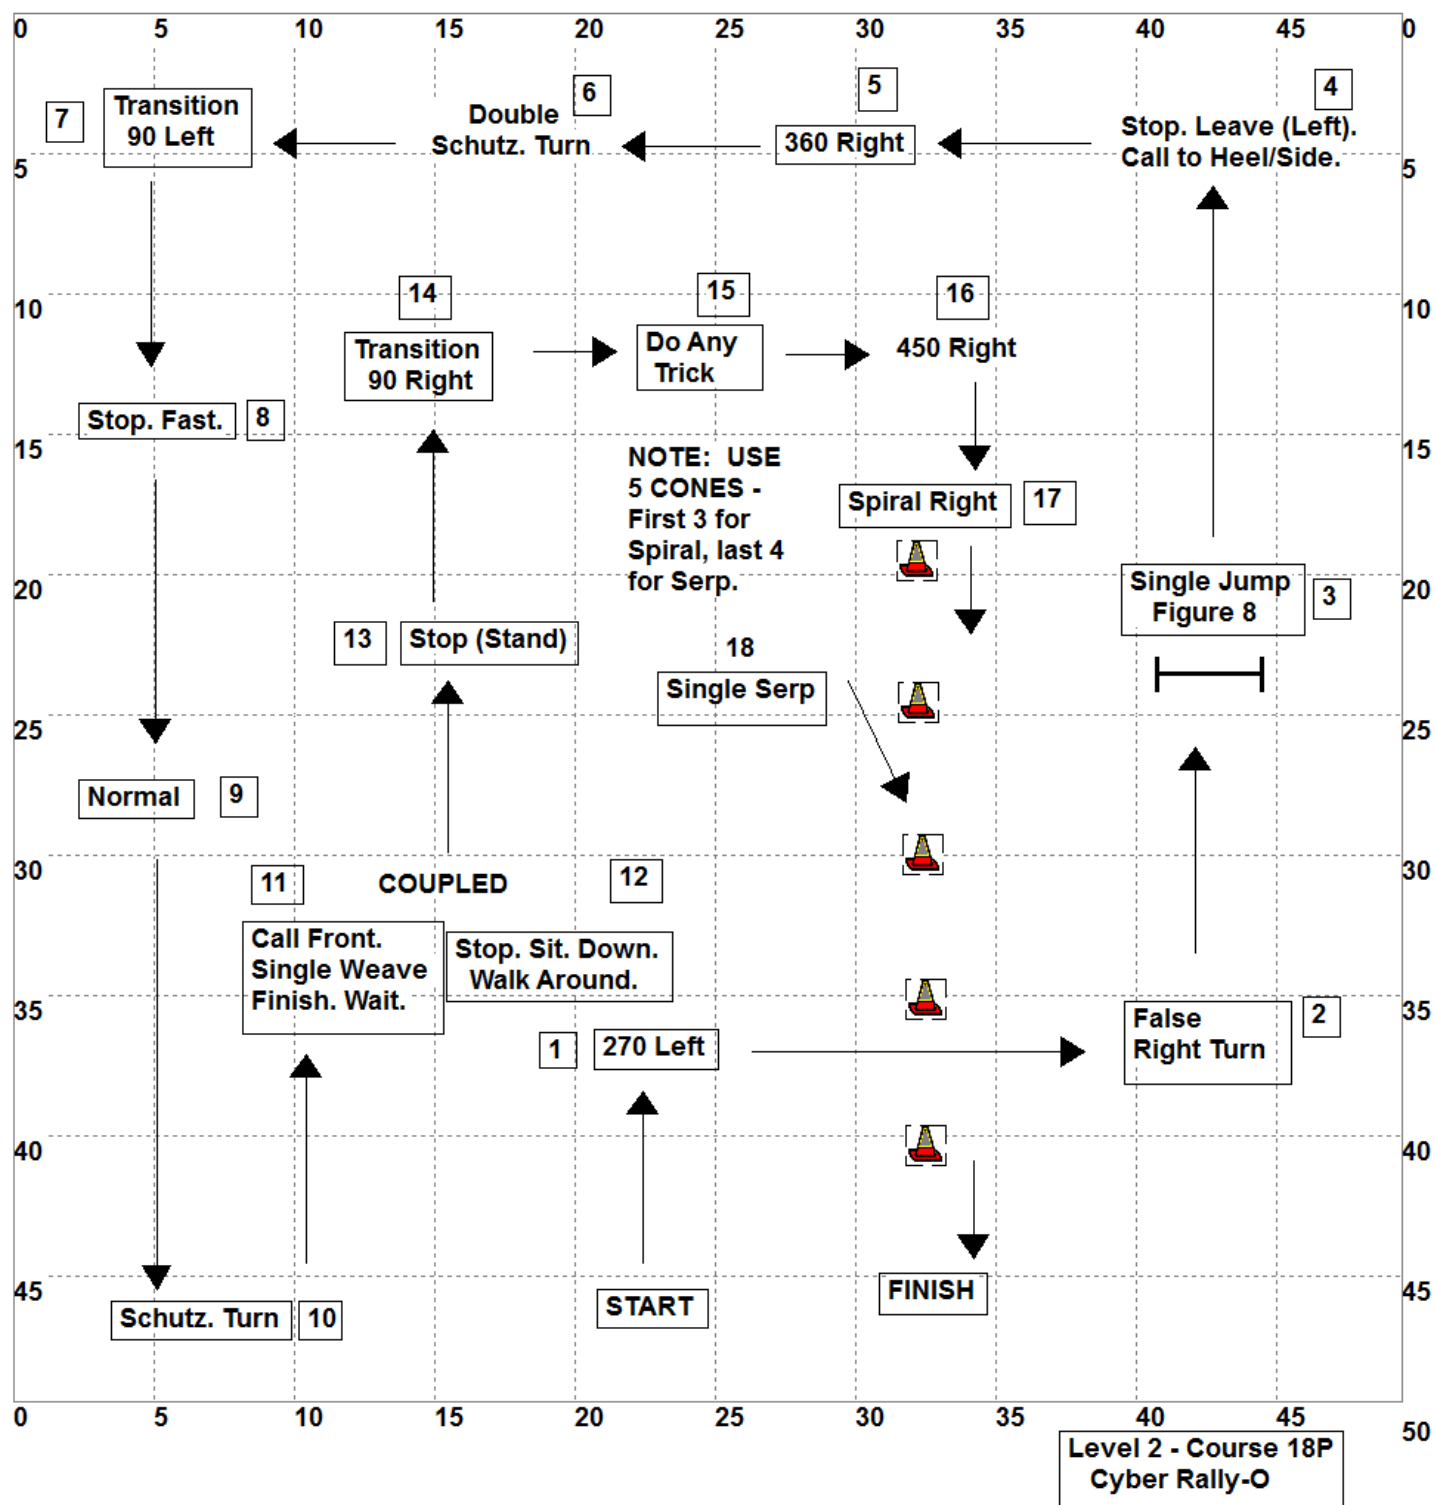 0 5 10 15 20 25 30 35 40 45 0
7
Transition
90 Left
Double
Schutz. Turn
6
5
360 Right
4
Stop. Leave (Left).
Call to Heel/Side.
5
5
14
15
16
10
10
Transition
90 Right
Do Any
Trick
450 Right
Stop. Fast.
8
15
15
NOTE: USE
5 CONES -
First 3 for
Spiral, last 4
for Serp.
Spiral Right
17
20
20
Single Jump
Figure 8
3
13
Stop (Stand)
18
Single Serp
25
25
Normal
9
30
30
11
COUPLED
12
Call Front.
Single Weave
Finish. Wait.
Stop. Sit. Down.
Walk Around.
35
35
1
270 Left
False
Right Turn
2
40
40
45
45
Schutz. Turn
10
START
FINISH
0 5 10 15 20 25 30 35 40 45 50
Level 2 - Course 18P
Cyber Rally-O